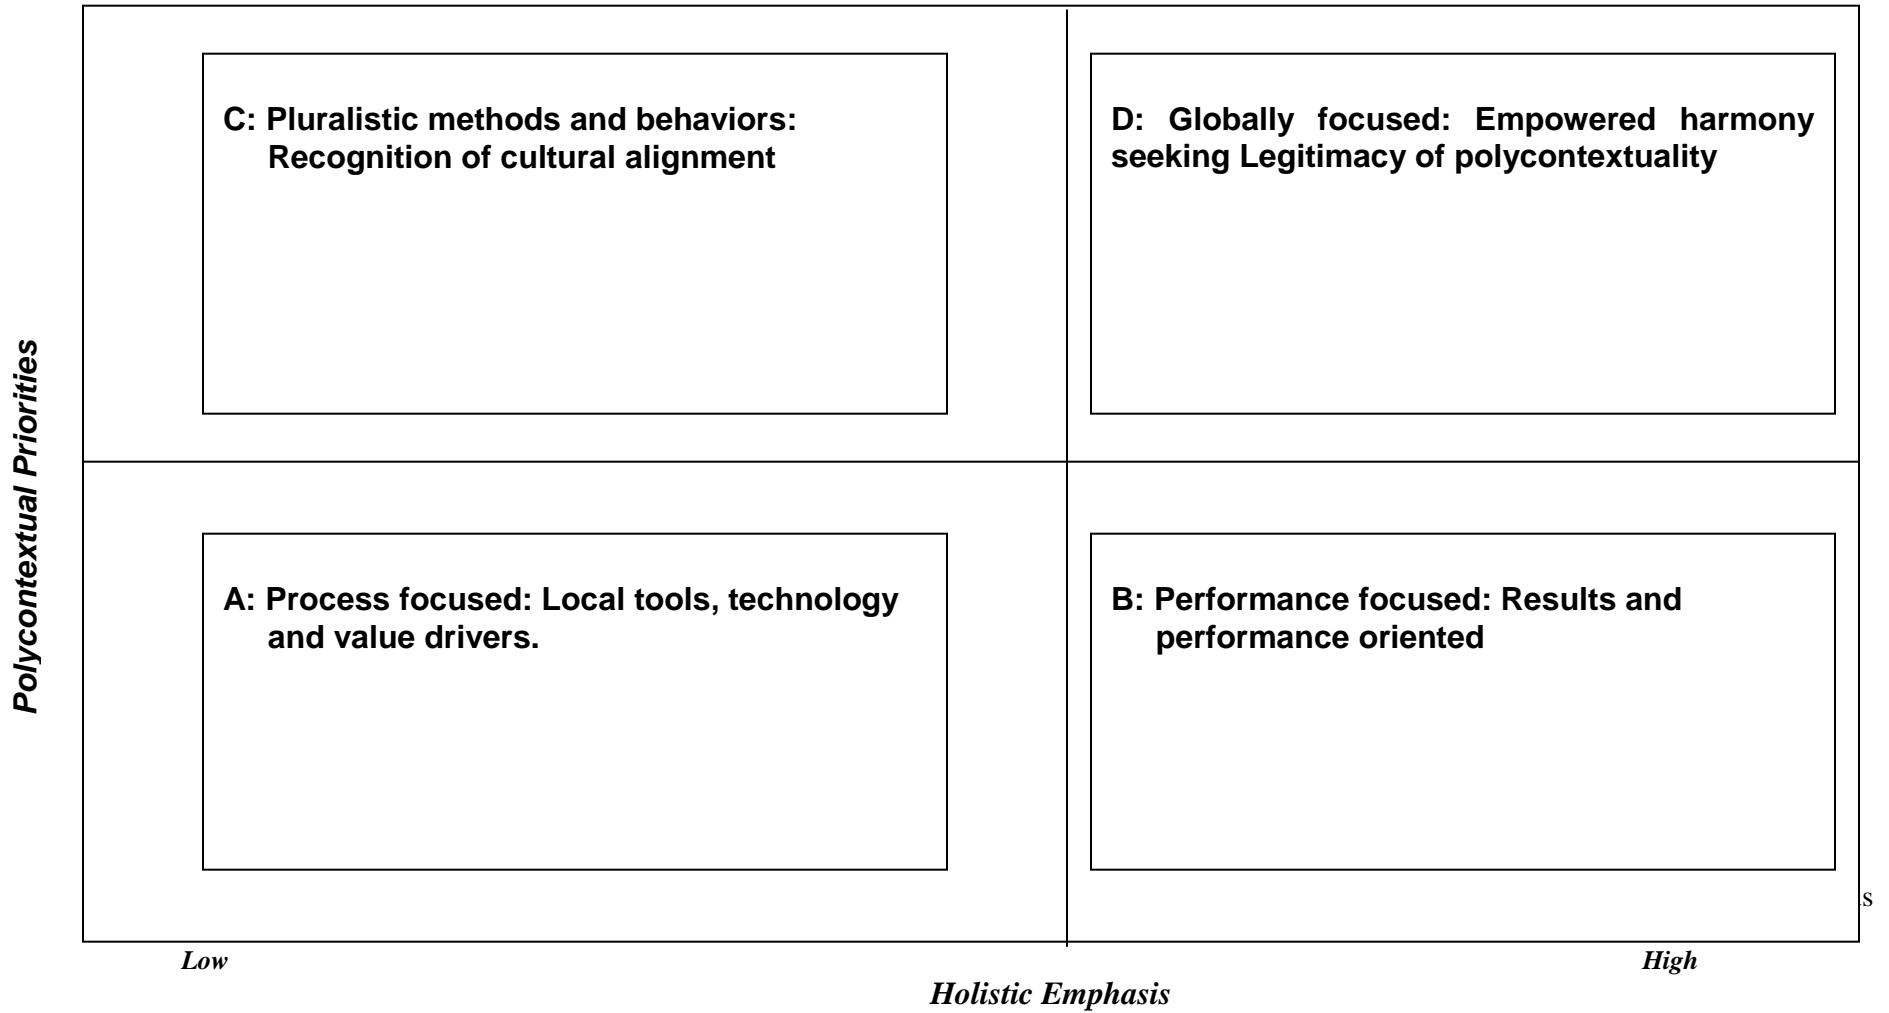 C: Pluralistic methods and behaviors:
Recognition of cultural alignment
D: Globally focused: Empowered harmony
seeking Legitimacy of polycontextuality
Polycontextual Priorities
A: Process focused: Local tools, technology
and value drivers.
B: Performance focused: Results and
performance oriented
s
Low
High
Holistic Emphasis